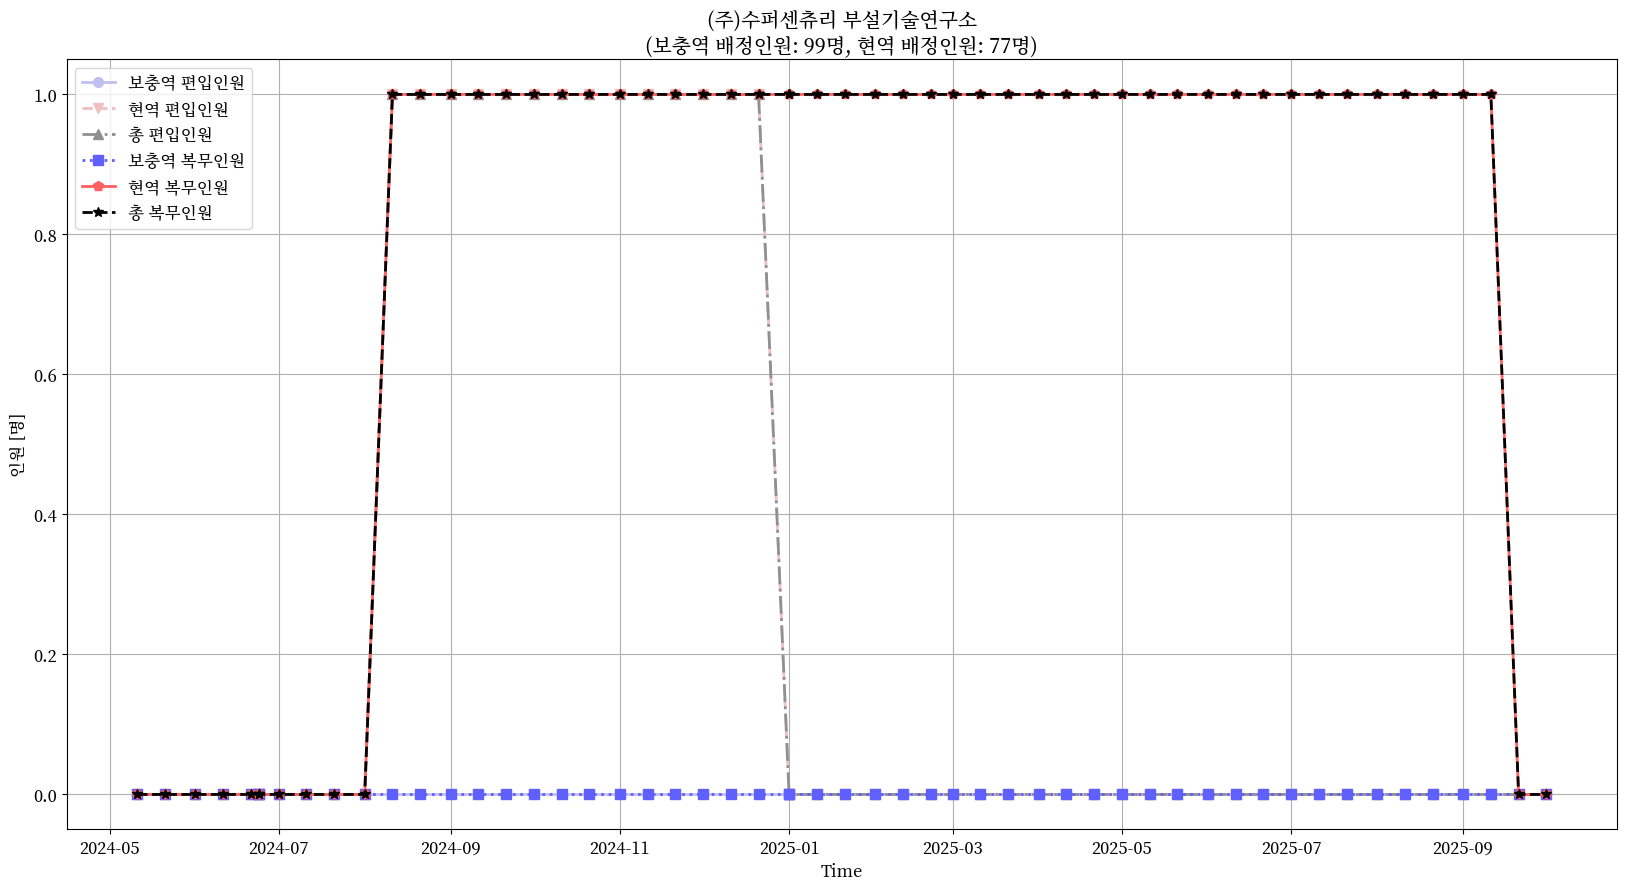 (주)수퍼센츄리 부설기술연구소
(보충역 배정인원: 99명, 현역 배정인원: 77명)
보충역 편입인원
현역 편입인원
총 편입인원
보충역 복무인원
현역 복무인원
총 복무인원
1.0
0.8
0.6
0.4
0.2
0.0
인원 [명]
2024-05
2024-07
2024-09
2024-11
2025-01
2025-03
2025-05
2025-07
2025-09
Time